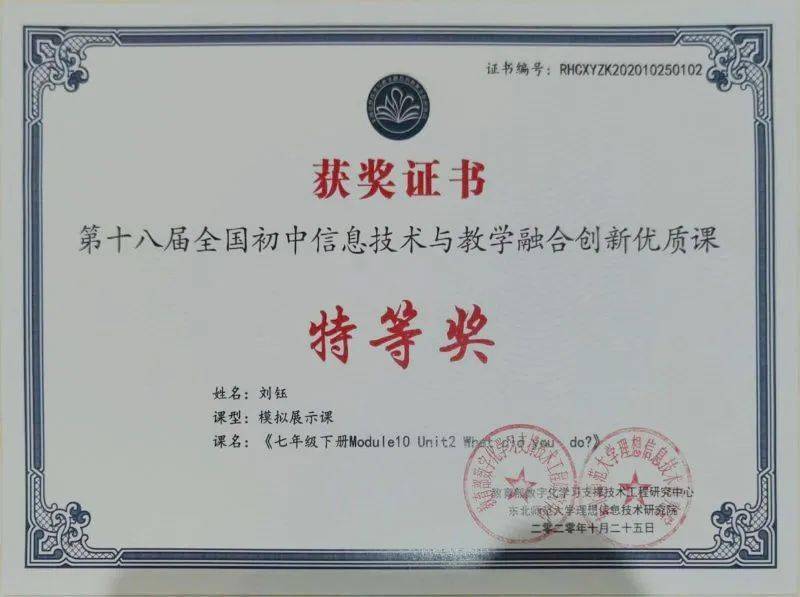 证书编号：RHCXYZK202010250102
获奖证书
第十八届全国初中信息技术与教学融合创新优质课
特等奖
姓名：刘钰
课型：模拟展示课
课名：《七年级下册Module10 Unit2 What did you do?》
教育部数字化学习支撑技术工程研究中心
东北师范大学理想信息技术研究院
二零二零年十月二十五日